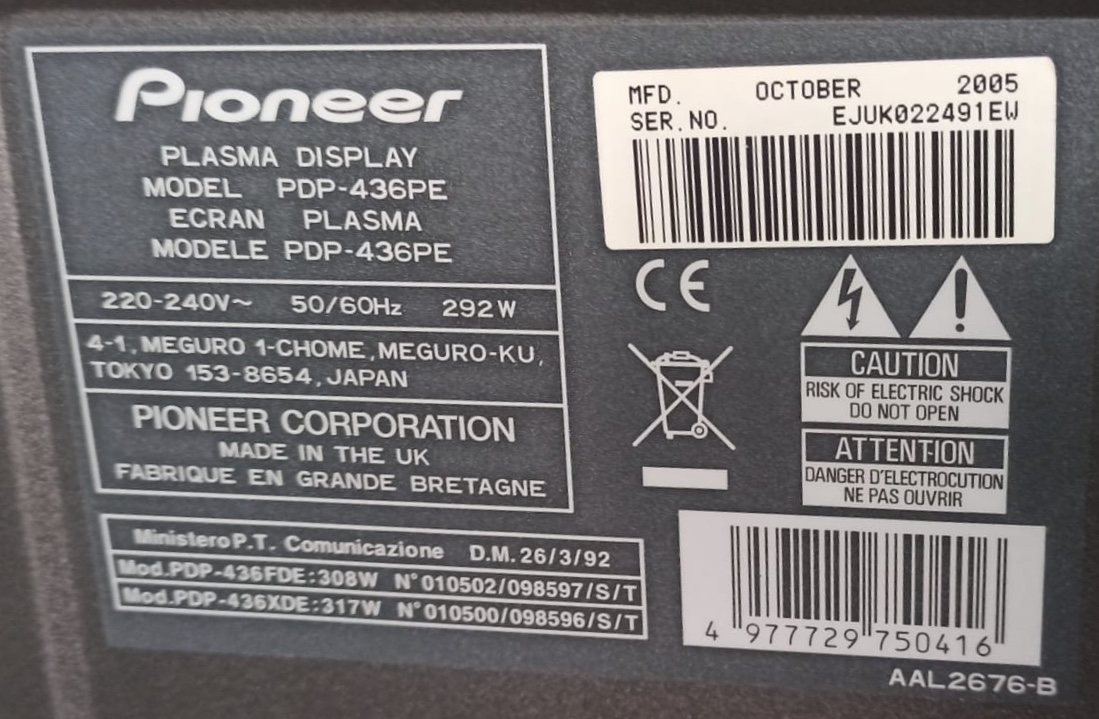 Pioneer
PLASMA DISPLAY
MODEL PDP-436PE
ECRAN PLASMA
MODELE PDP-436PE
220-240V~ 50/60Hz 292W
4-1, MEGURO 1-CHOME, MEGURO-KU,
TOKYO 153-8654, JAPAN
PIONEER CORPORATION
MADE IN THE UK
FABRIQUE EN GRANDE BRETAGNE
Ministero P.T. Comunicazione D.M. 26/3/92
Mod.PDP-436FDE:308W N°010502/098597/S/T
Mod.PDP-436XDE:317W N°010500/098596/S/T
MFD. OCTOBER 2005
SER.NO. EJUK022491EW
CE
CAUTION
RISK OF ELECTRIC SHOCK
DO NOT OPEN
ATTENTION
DANGER D'ELECTROCUTION
NE PAS OUVRIR
4 977729 750416
AAL2676-B